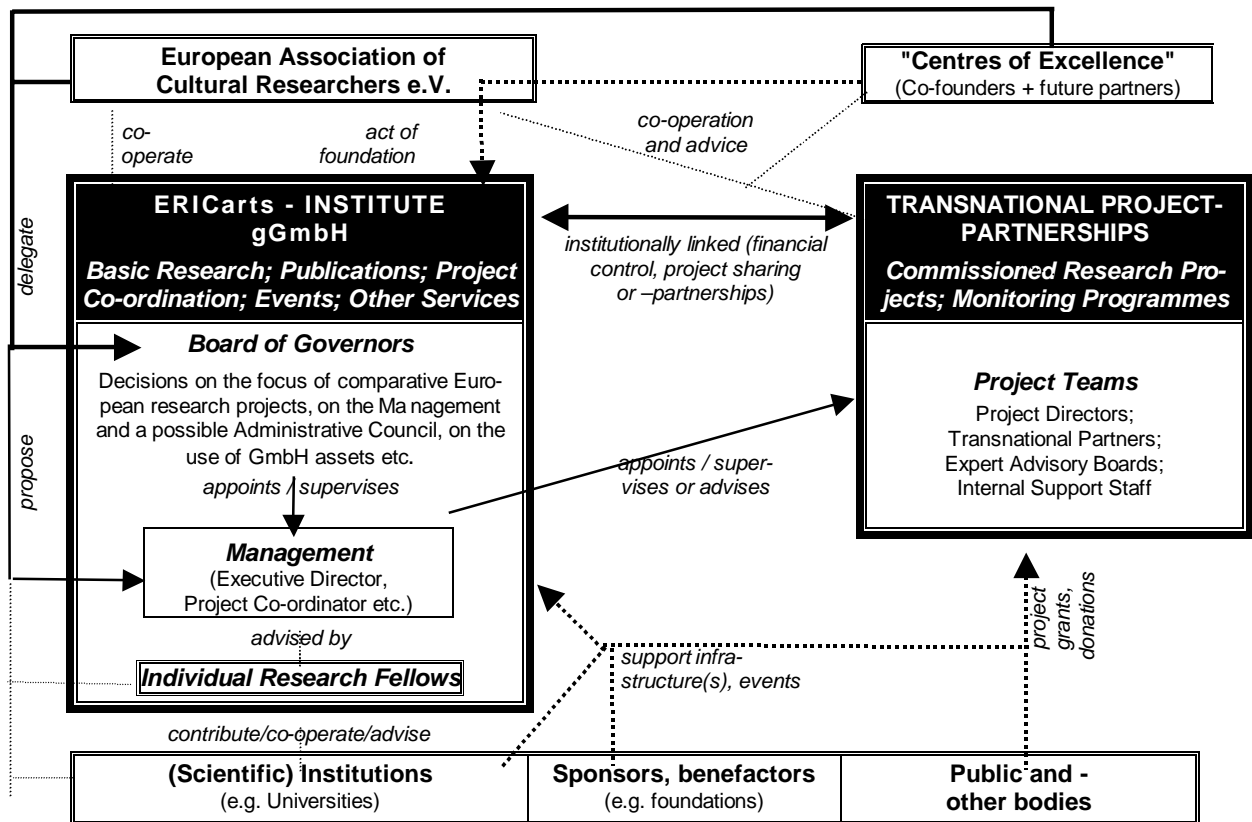 European Association of
Cultural Researchers e.V.
"Centres of Excellence"
(Co-founders + future partners)
co-
operate
act of
foundation
co-operation
and advice
delegate
propose
ERICarts - INSTITUTE
gGmbH
Basic Research; Publications; Project
Co-ordination; Events; Other Services
institutionally linked (financial
control, project sharing
or –partnerships)
TRANSNATIONAL PROJECT-
PARTNERSHIPS
Commissioned Research Pro-
jects; Monitoring Programmes
Board of Governors
Decisions on the focus of comparative Euro-
pean research projects, on the Ma nagement
and a possible Administrative Council, on the
use of GmbH assets etc.
appoints / supervises
Management
(Executive Director,
Project Co-ordinator etc.)
advised by
Individual Research Fellows
appoints / super-
vises or advises
Project Teams
Project Directors;
Transnational Partners;
Expert Advisory Boards;
Internal Support Staff
project
grants,
donations
support infra-
structure(s), events
contribute/co-operate/advise
(Scientific) Institutions
(e.g. Universities)
Sponsors, benefactors
(e.g. foundations)
Public and -
other bodies